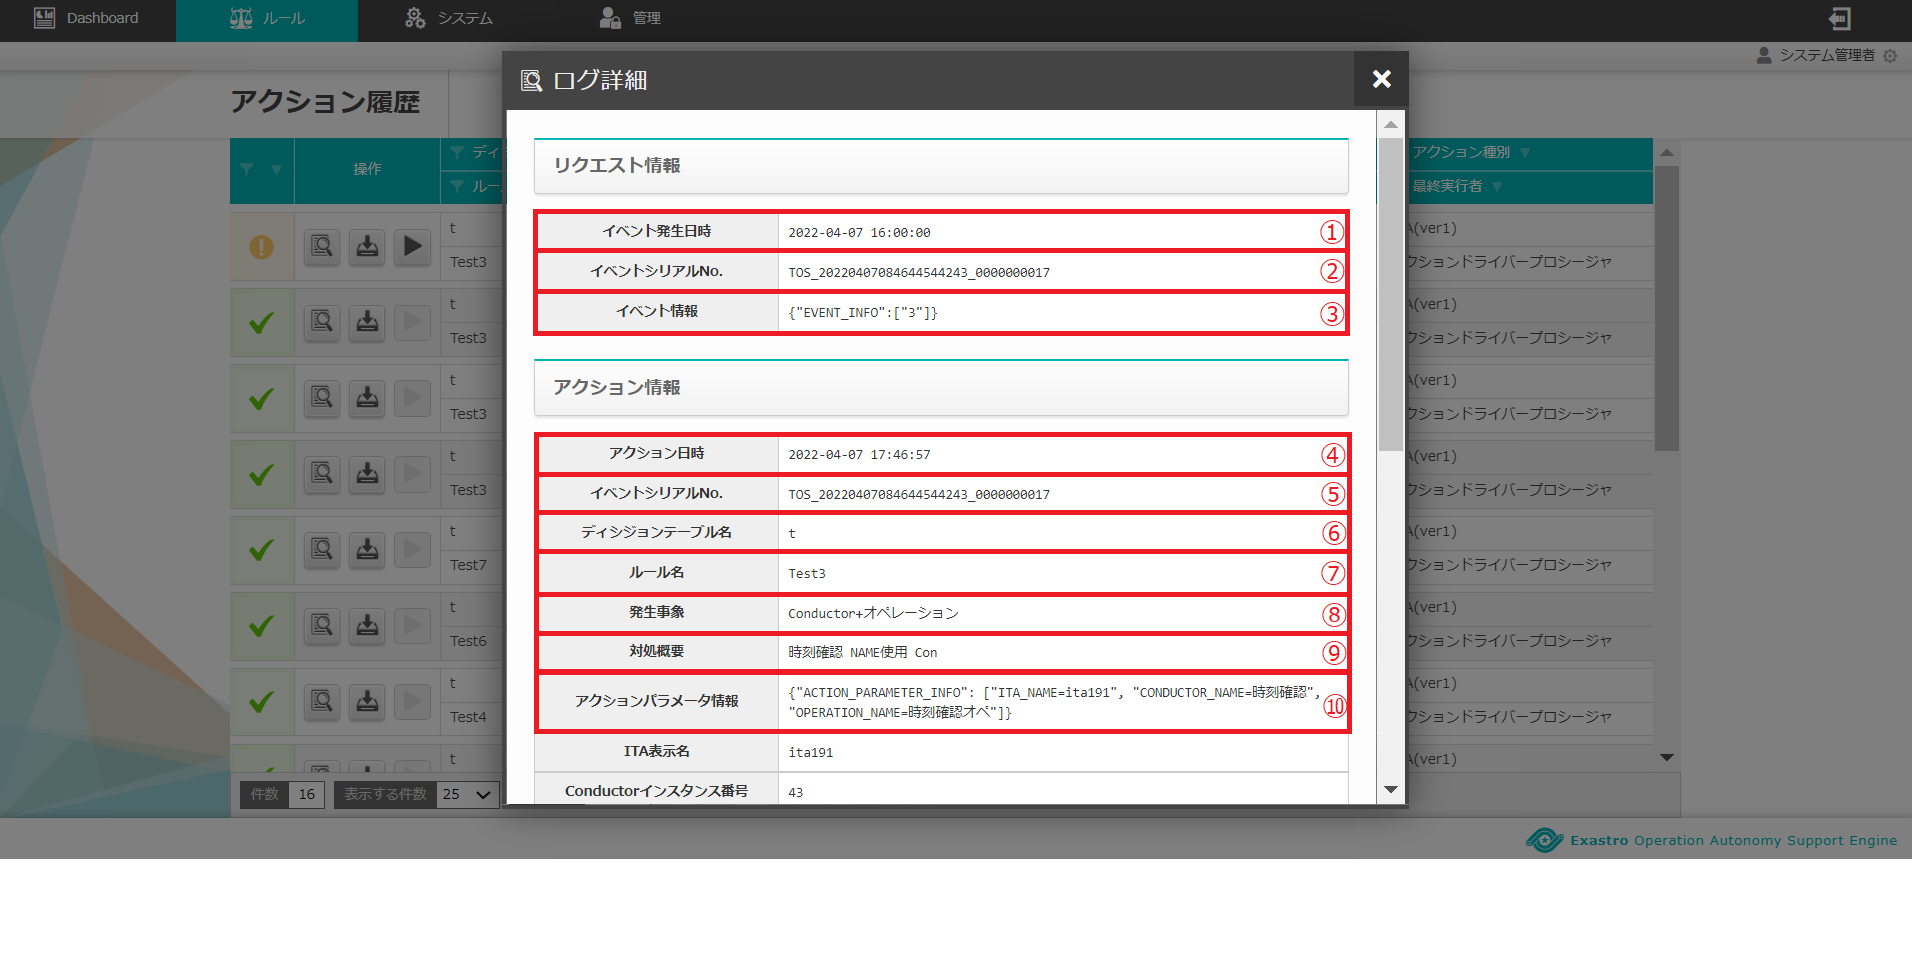 Dashboard
ルール
システム
管理
システム管理者
アクション履歴
ログ詳細
リクエスト情報
イベント発生日時 2022-04-07 16:00:00 ①
イベントシリアルNo. TOS_20220407084644544243_0000000017 ②
イベント情報 {"EVENT_INFO":["3"]} ③
アクション情報
アクション日時 2022-04-07 17:46:57 ④
イベントシリアルNo. TOS_20220407084644544243_0000000017 ⑤
ディシジョンテーブル名 t ⑥
ルール名 Test3 ⑦
発生事象 Conductor+オペレーション ⑧
対処概要 時刻確認 NAME使用 Con ⑨
アクションパラメータ情報 {"ACTION_PARAMETER_INFO": ["ITA_NAME=ita191", "CONDUCTOR_NAME=時刻確認",
"OPERATION_NAME=時刻確認オペ"]} ⑩
ITA表示名 ita191
Conductorインスタンス番号 43
操作
ディ
ルー
アクション種別
最終実行者
t
Test3
(ver1)
クションドライバープロシージャ
t
Test3
(ver1)
クションドライバープロシージャ
t
Test3
(ver1)
クションドライバープロシージャ
t
Test3
(ver1)
クションドライバープロシージャ
t
Test7
(ver1)
クションドライバープロシージャ
t
Test6
(ver1)
クションドライバープロシージャ
t
Test4
(ver1)
クションドライバープロシージャ
t
(ver1)
件数 16 表示する件数 25
Exastro Operation Autonomy Support Engine